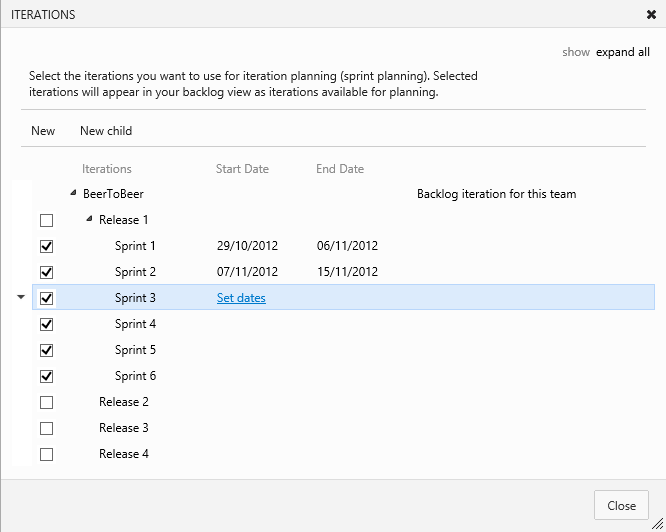 ITERATIONS
show expand all
Select the iterations you want to use for iteration planning (sprint planning). Selected
iterations will appear in your backlog view as iterations available for planning.
New New child
Iterations Start Date End Date
BeerToBeer Backlog iteration for this team
Release 1
Sprint 1 29/10/2012 06/11/2012
Sprint 2 07/11/2012 15/11/2012
Sprint 3 Set dates
Sprint 4
Sprint 5
Sprint 6
Release 2
Release 3
Release 4
Close